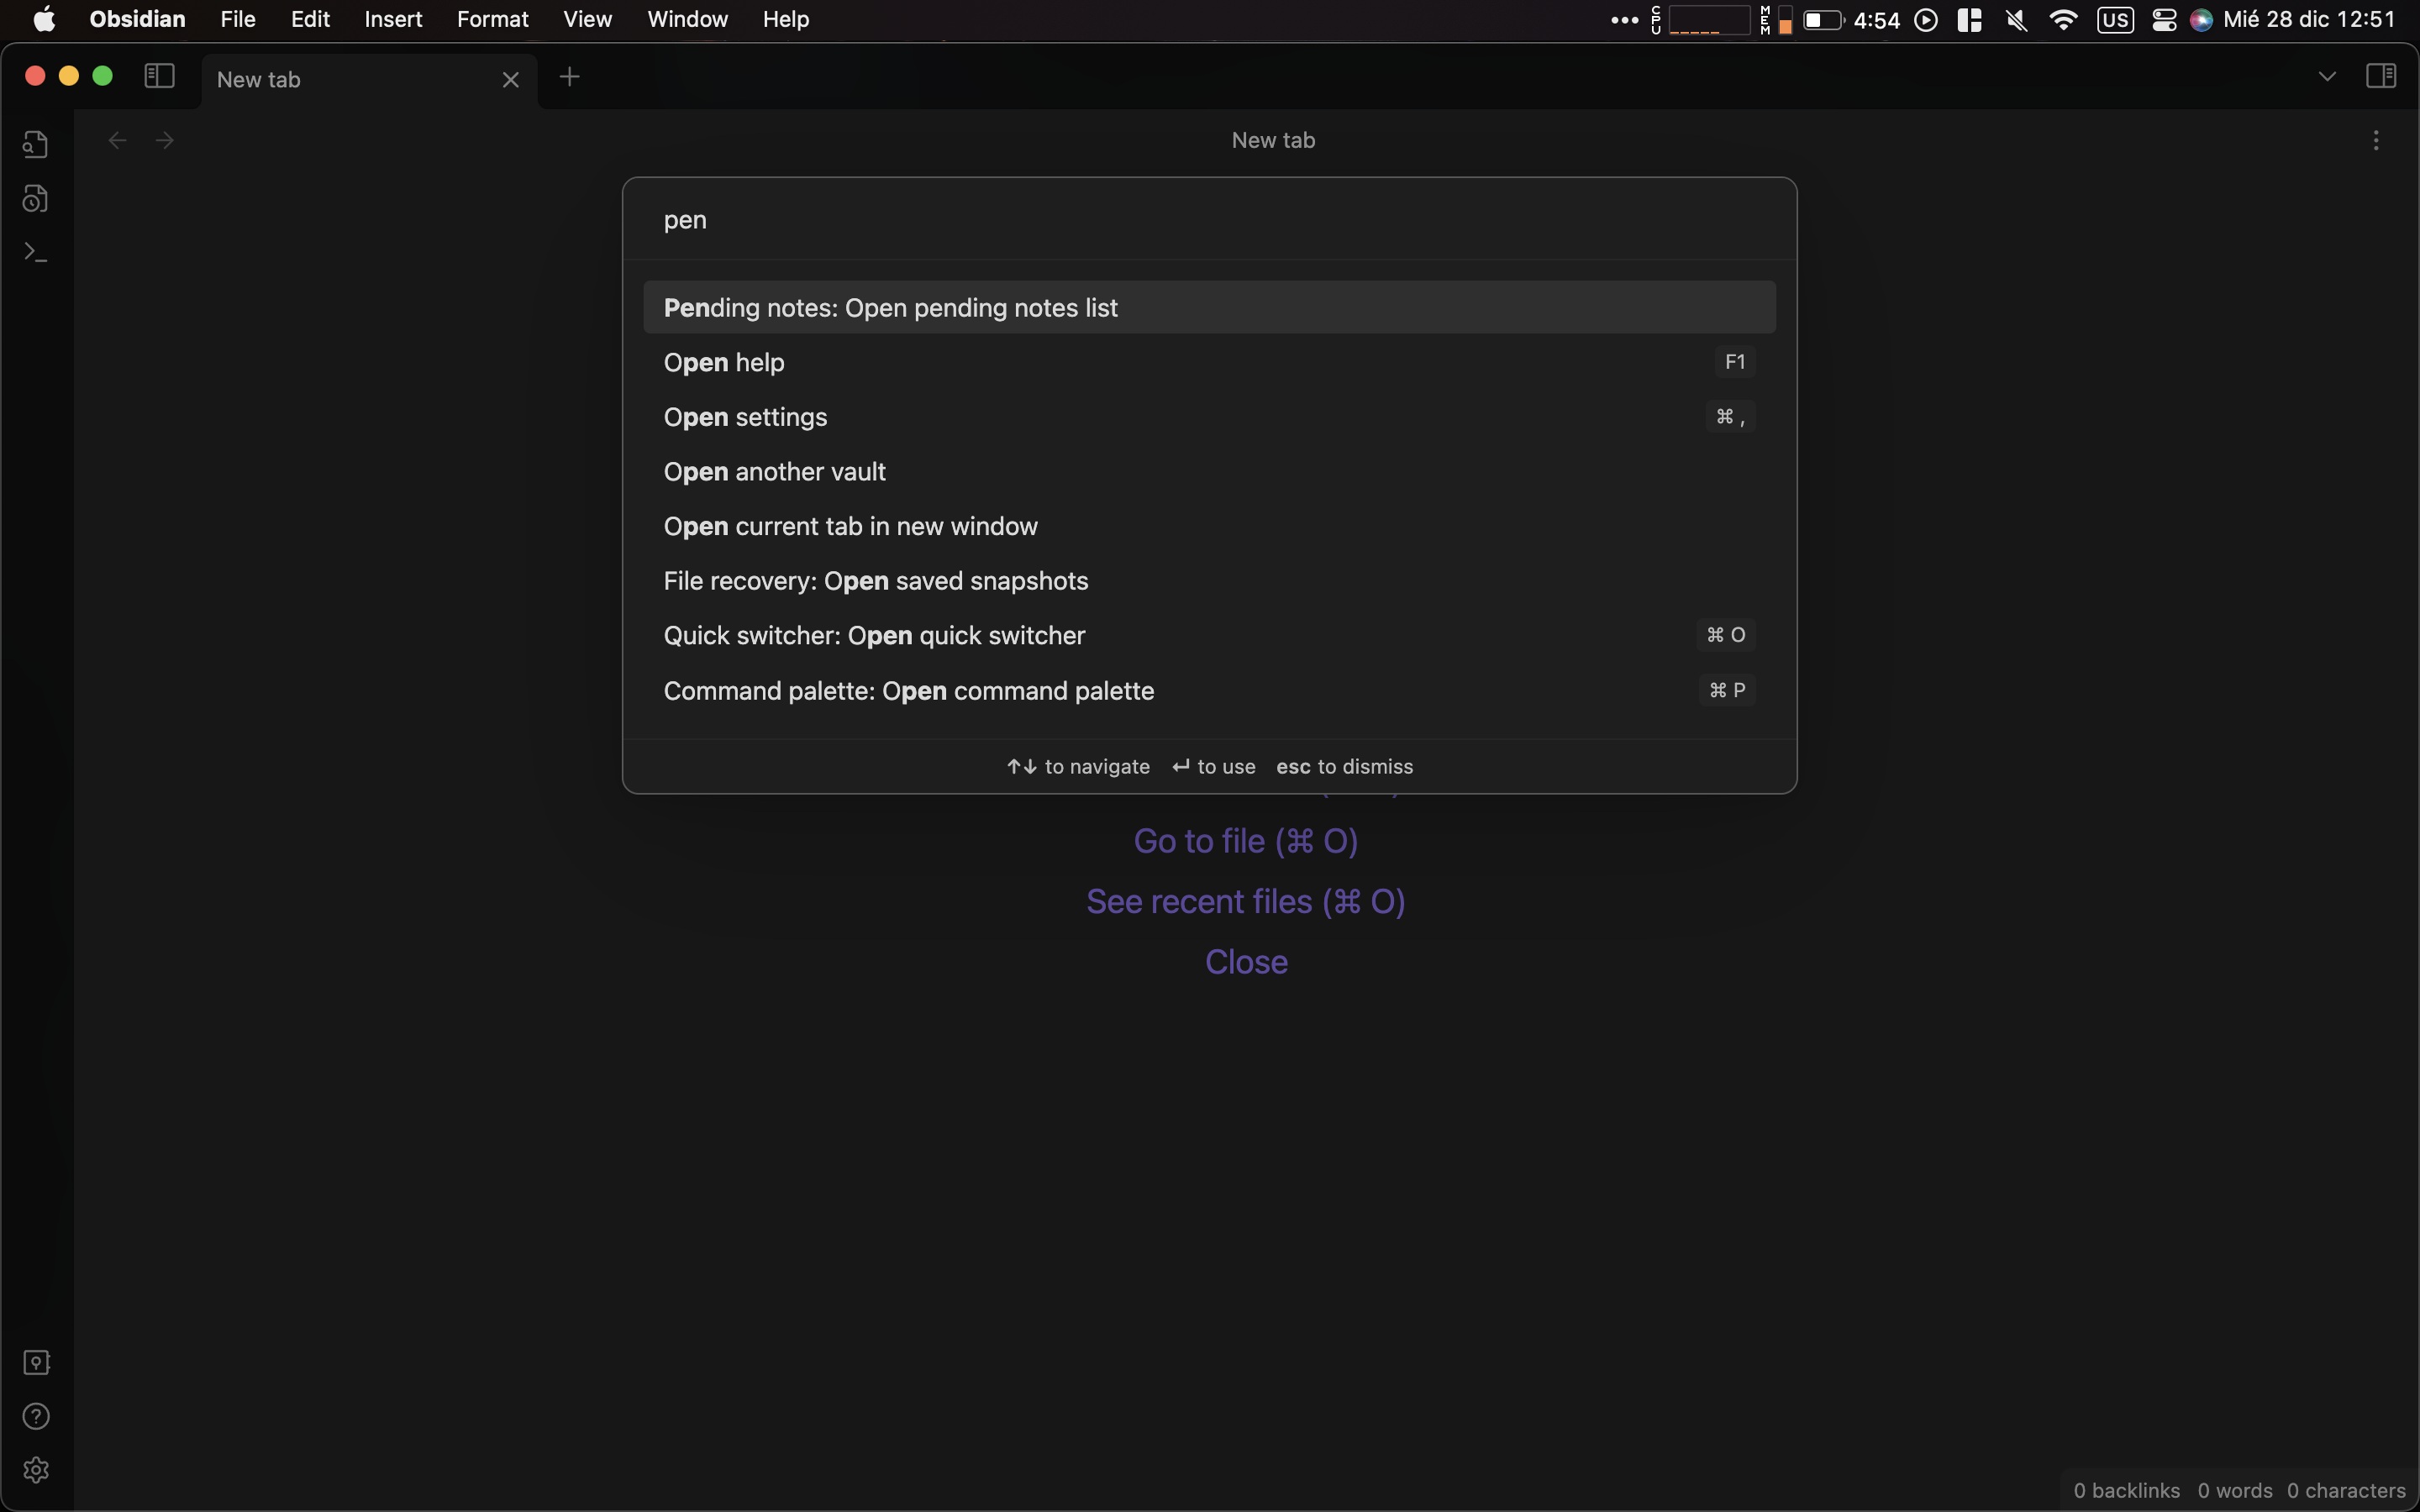 Obsidian File Edit Insert Format View Window Help ••• CPU MEM 4:54 US Mié 28 dic 12:51
New tab
New tab
pen
Pending notes: Open pending notes list
Open help F1
Open settings ⌘ ,
Open another vault
Open current tab in new window
File recovery: Open saved snapshots
Quick switcher: Open quick switcher ⌘ O
Command palette: Open command palette ⌘ P
↑↓ to navigate ↵ to use esc to dismiss
Go to file (⌘ O)
See recent files (⌘ O)
Close
0 backlinks 0 words 0 characters